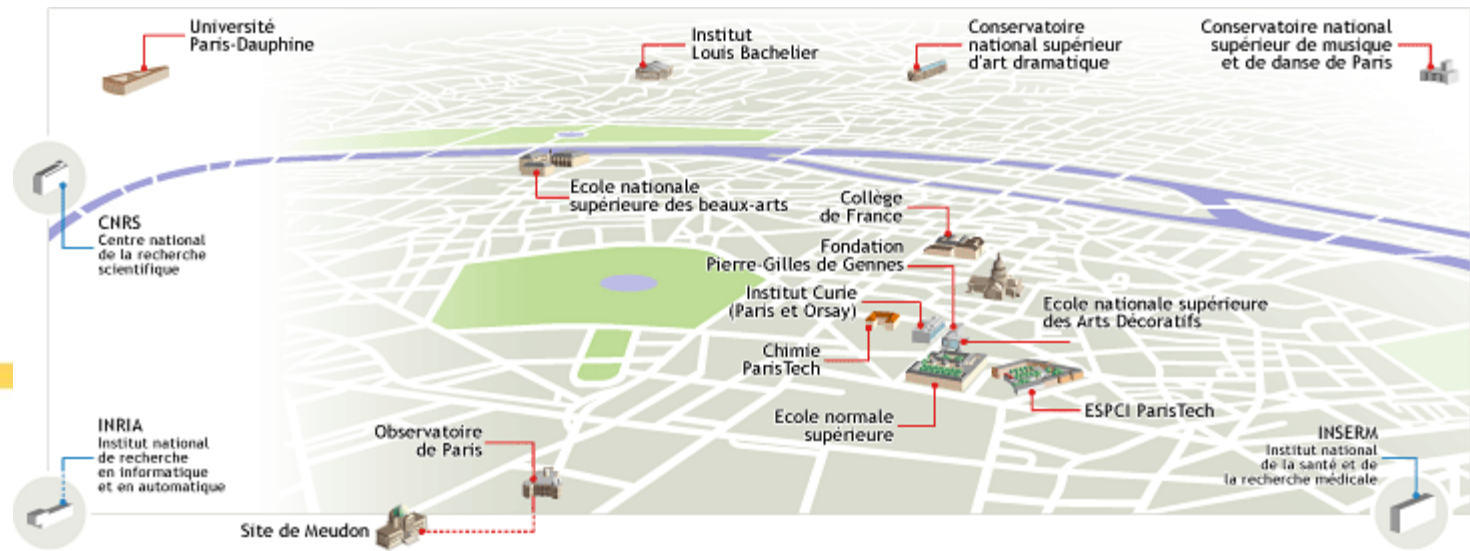 Université
Paris-Dauphine
Institut
Louis Bachelier
Conservatoire
national supérieur
d'art dramatique
Conservatoire national
supérieur de musique
et de danse de Paris
CNRS
Centre national
de la recherche
scientifique
Ecole nationale
supérieure des beaux-arts
Collège
de France
Fondation
Pierre-Gilles de Gennes
Institut Curie
(Paris et Orsay)
Ecole nationale supérieure
des Arts Décoratifs
Chimie
ParisTech
Ecole normale
supérieure
ESPCI ParisTech
INRIA
Institut national
de recherche
en informatique
et en automatique
Observatoire
de Paris
Site de Meudon
INSERM
Institut national
de la santé et de
la recherche médicale